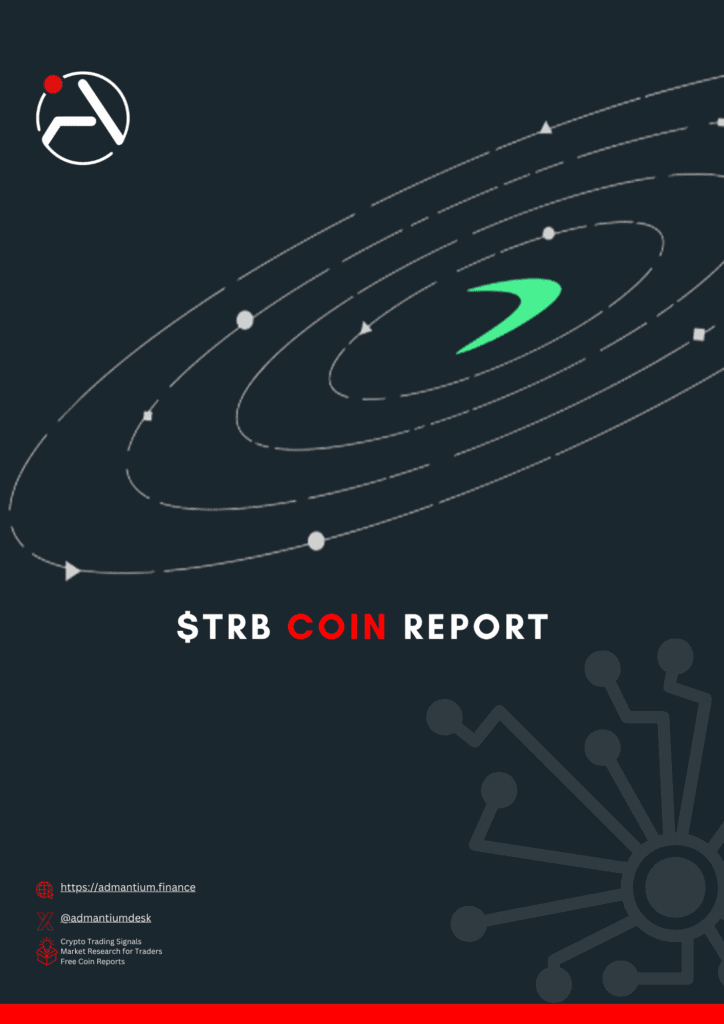 $TRB COIN REPORT
https://admantium.finance
@admantiumdesk
Crypto Trading Signals
Market Research for Traders
Free Coin Reports